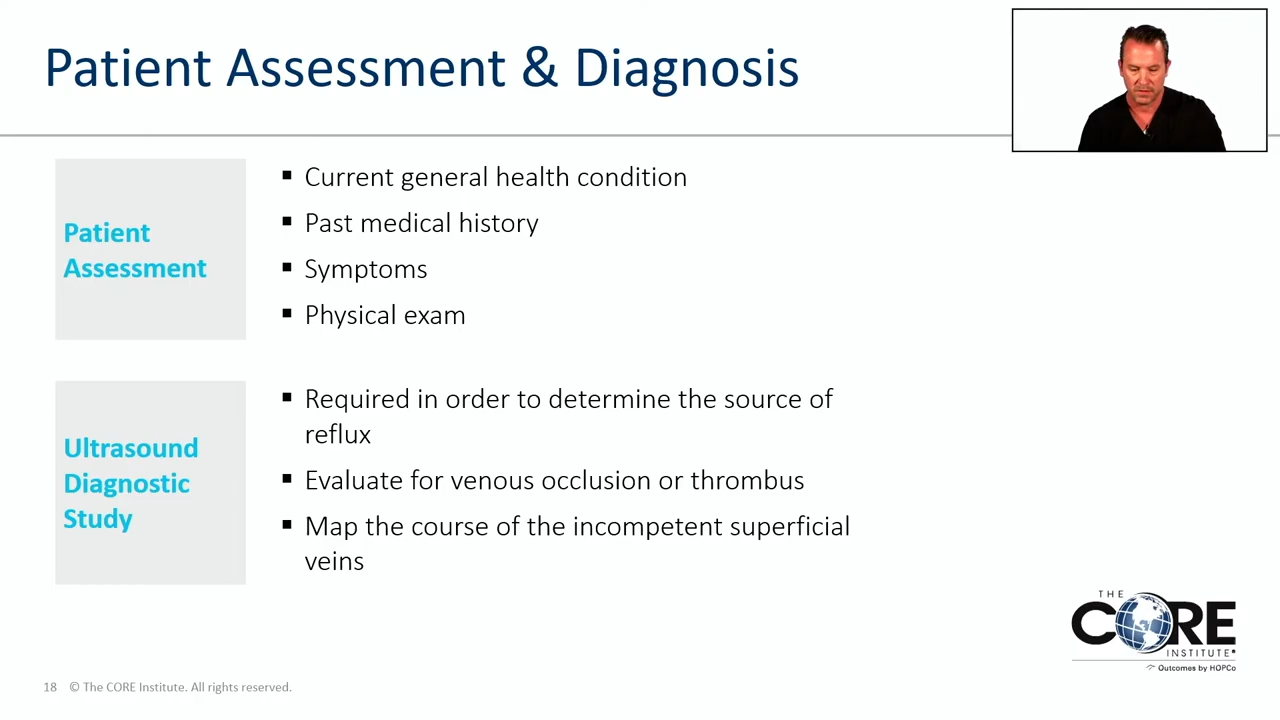 Patient Assessment & Diagnosis
Patient
Assessment
▪ Current general health condition
▪ Past medical history
▪ Symptoms
▪ Physical exam
Ultrasound
Diagnostic
Study
▪ Required in order to determine the source of
reflux
▪ Evaluate for venous occlusion or thrombus
▪ Map the course of the incompetent superficial
veins
THE
CORE
INSTITUTE
Outcomes by HOPCo
18 © The CORE Institute. All rights reserved.